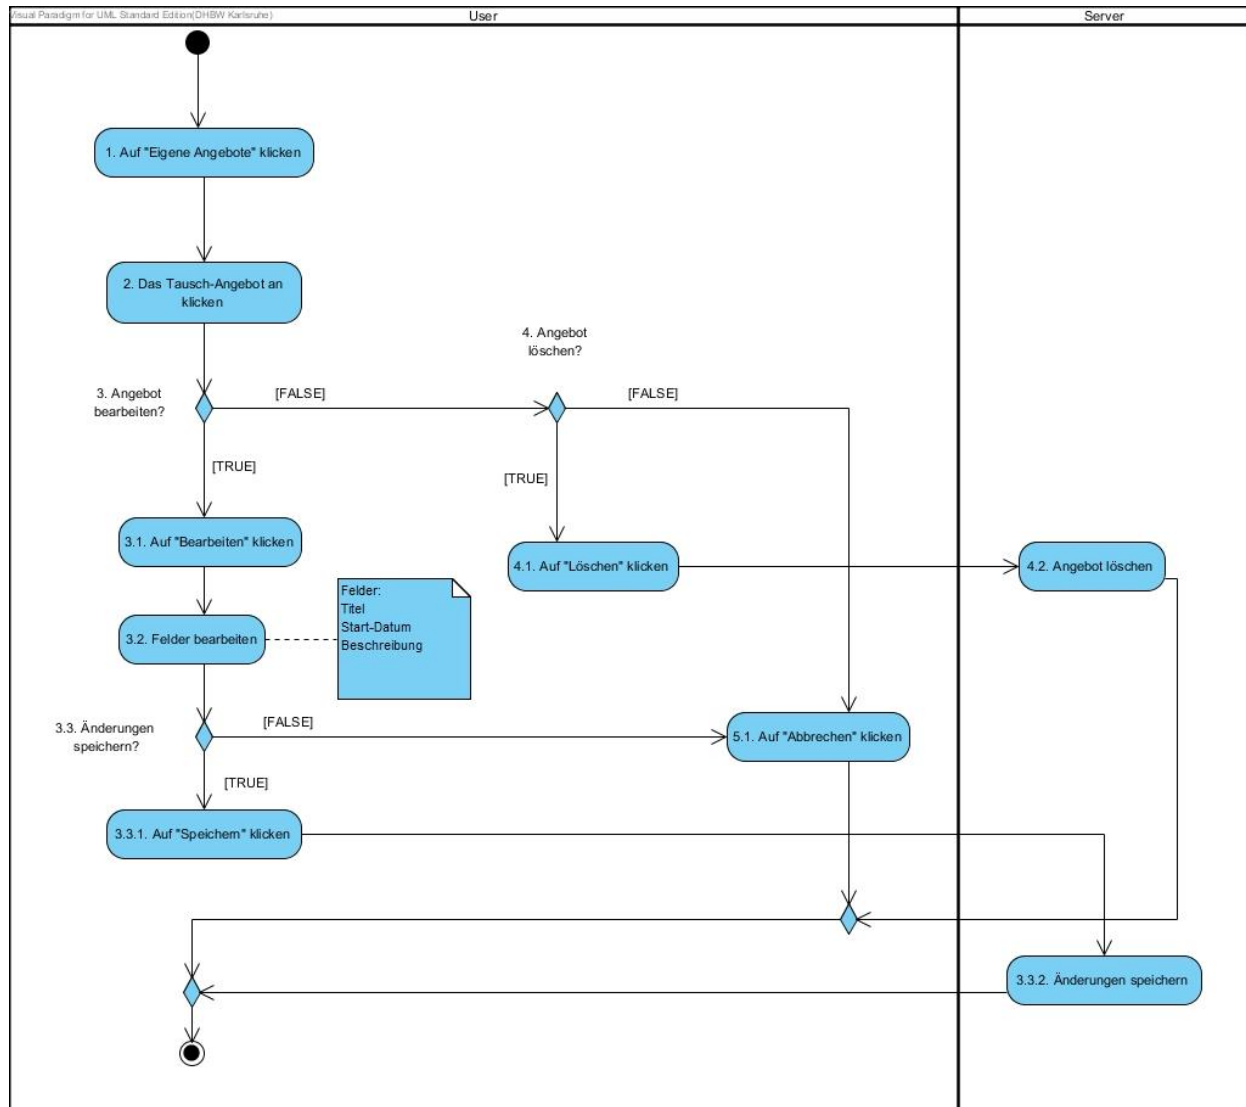 Visual Paradigm for UML Standard Edition(DHBW Karlsruhe)
User
Server
1. Auf "Eigene Angebote" klicken
2. Das Tausch-Angebot an
klicken
4. Angebot
löschen?
3. Angebot
bearbeiten?
[FALSE]
[FALSE]
[TRUE]
[TRUE]
3.1. Auf "Bearbeiten" klicken
4.1. Auf "Löschen" klicken
4.2. Angebot löschen
Felder:
Titel
Start-Datum
Beschreibung
3.2. Felder bearbeiten
3.3. Änderungen
speichern?
[FALSE]
5.1. Auf "Abbrechen" klicken
[TRUE]
3.3.1. Auf "Speichern" klicken
3.3.2. Änderungen speichern